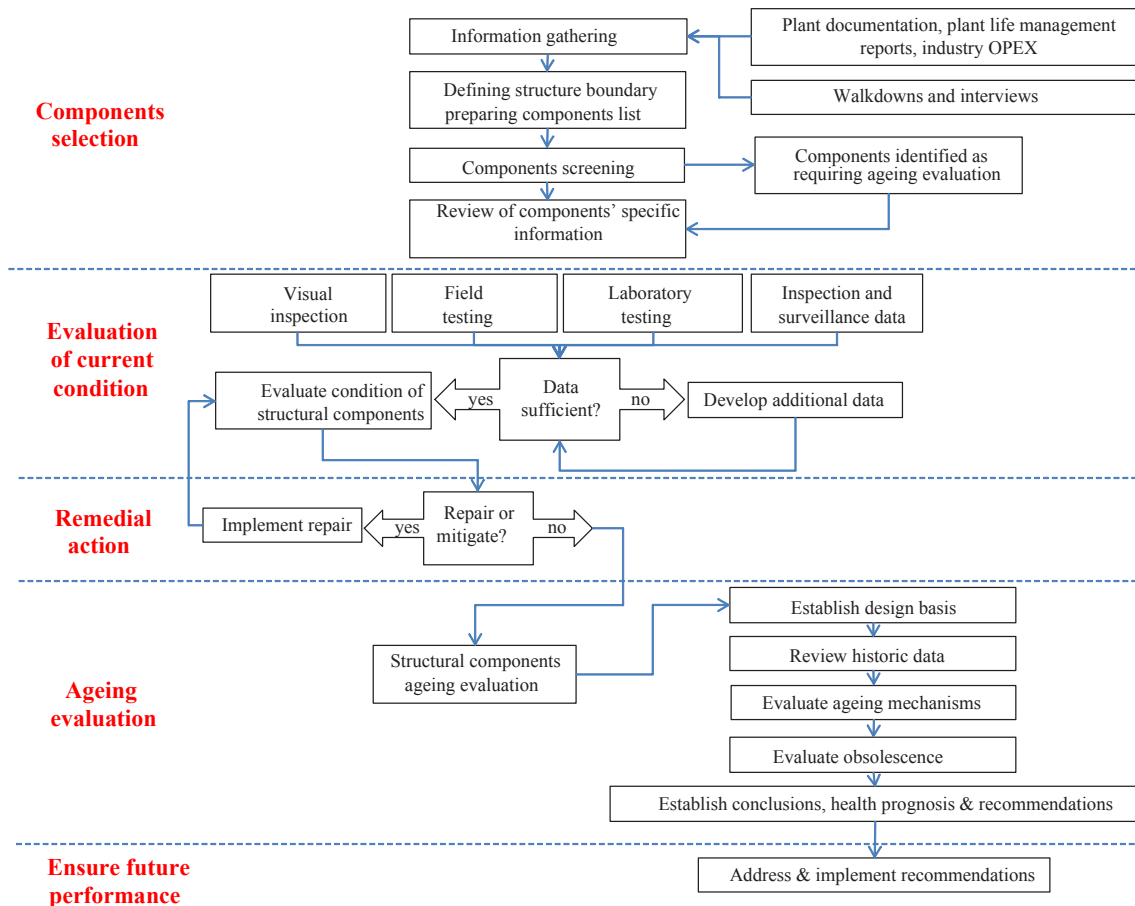 Components
selection
Information gathering
Plant documentation, plant life management
reports, industry OPEX
Walkdowns and interviews
Defining structure boundary
preparing components list
Components screening
Components identified as
requiring ageing evaluation
Review of components’ specific
information
Evaluation
of current
condition
Visual
inspection
Field
testing
Laboratory
testing
Inspection and
surveillance data
Evaluate condition of
structural components
yes
Data
sufficient?
no
Develop additional data
Remedial
action
Implement repair
yes
Repair or
mitigate?
no
Ageing
evaluation
Structural components
ageing evaluation
Establish design basis
Review historic data
Evaluate ageing mechanisms
Evaluate obsolescence
Establish conclusions, health prognosis & recommendations
Ensure future
performance
Address & implement recommendations